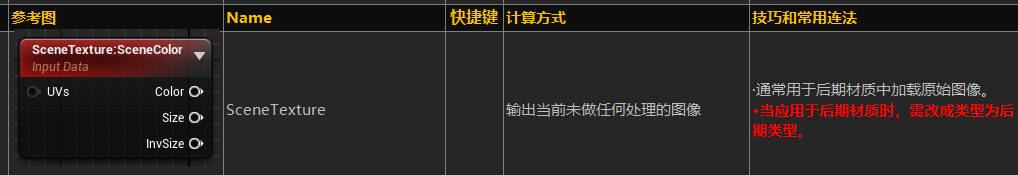 参考图 Name 快捷键 计算方式 技巧和常用连法
SceneTexture:SceneColor
Input Data
UVs Color
Size
InvSize
SceneTexture
输出当前未做任何处理的图像
·通常用于后期材质中加载原始图像。
•当应用于后期材质时，需改成类型为后
期类型。